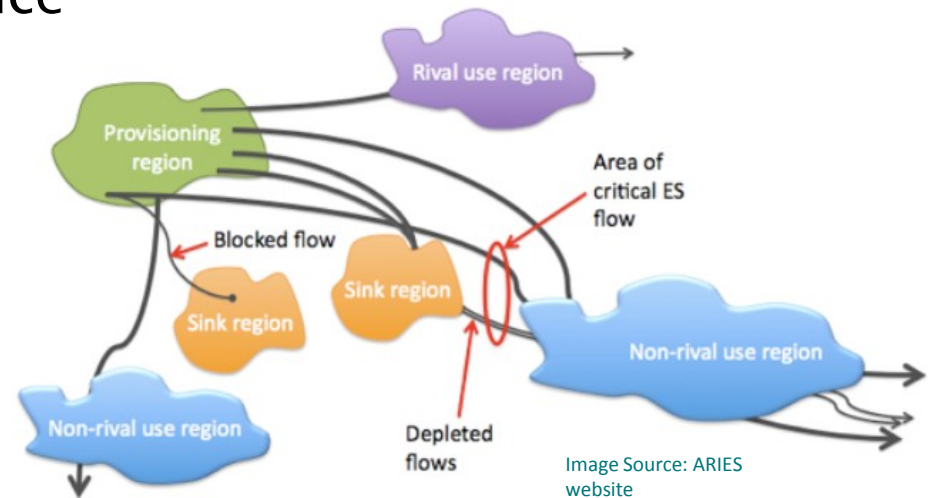 Rival use region
Provisioning
region
Area of
critical ES
flow
Blocked flow
Sink region
Sink region
Non-rival use region
Non-rival use region
Depleted
flows
Image Source: ARIES
website